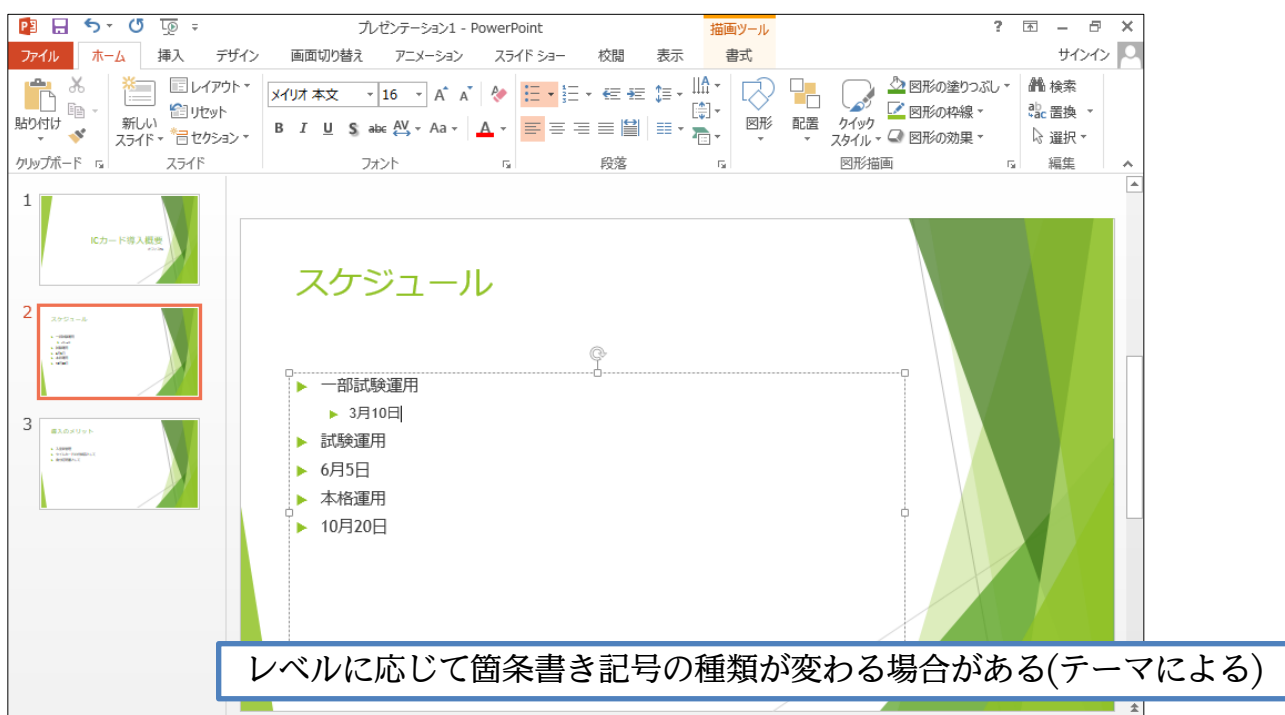 プレゼンテーション1 - PowerPoint
描画ツール
?
ファイル ホーム 挿入 デザイン 画面切り替え アニメーション スライド ショー 校閲 表示 書式 サインイン
貼り付け
クリップボード
新しい
スライド
レイアウト
リセット
セクション
スライド
メイリオ 本文 16
B I U S abc AV Aa A
フォント
段落
図形
配置
クイック
スタイル
図形の塗りつぶし
図形の枠線
図形の効果
図形描画
検索
置換
選択
編集
1
ICカード導入概要
2
スケジュール
3
導入のメリット
スケジュール
一部試験運用
3月10日
試験運用
6月5日
本格運用
10月20日
レベルに応じて箇条書き記号の種類が変わる場合がある(テーマによる)